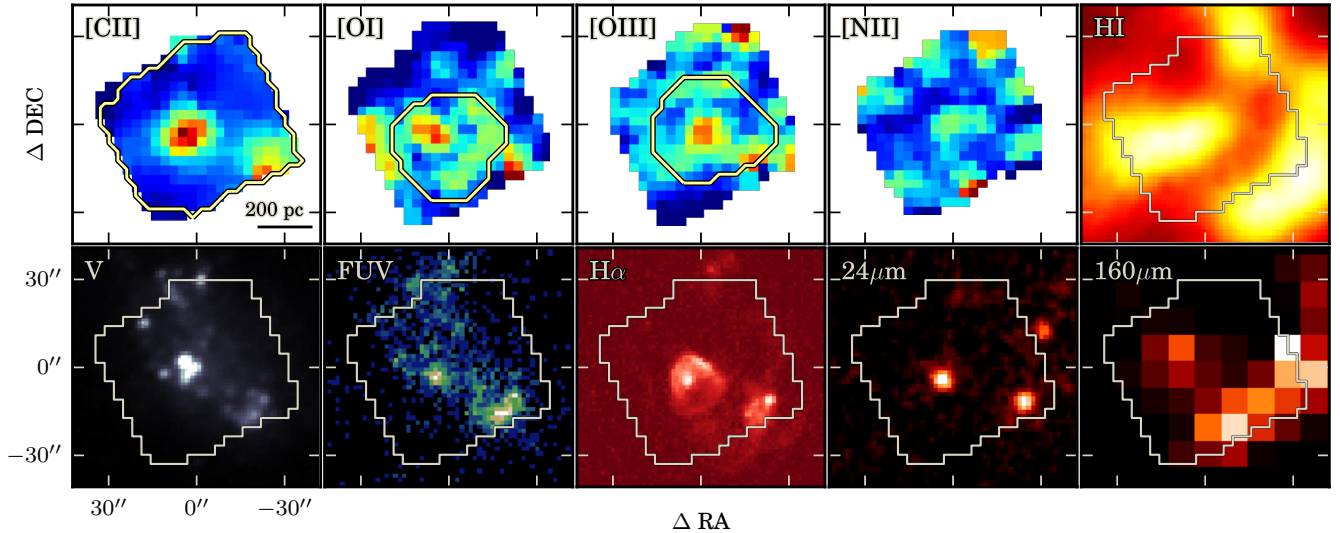 [CII] [OI] [OIII] [NII] HI
Δ DEC
200 pc
V FUV Hα 24μm 160μm
30′′
0′′
−30′′
30′′ 0′′ −30′′
Δ RA